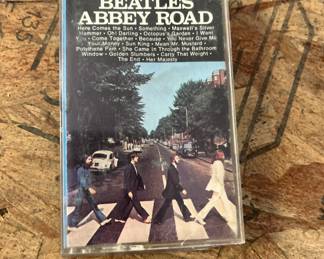 BEATLES
ABBEY ROAD
Here Comes the Sun • Something • Maxwell's Silver
Hammer • Oh! Darling • Octopus's Garden • I Want
You • Come Together • Because • You Never Give Me
Your Money • Sun King • Mean Mr. Mustard •
Polythene Pam • She Came In Through the Bathroom
Window • Golden Slumbers • Carry That Weight •
The End • Her Majesty